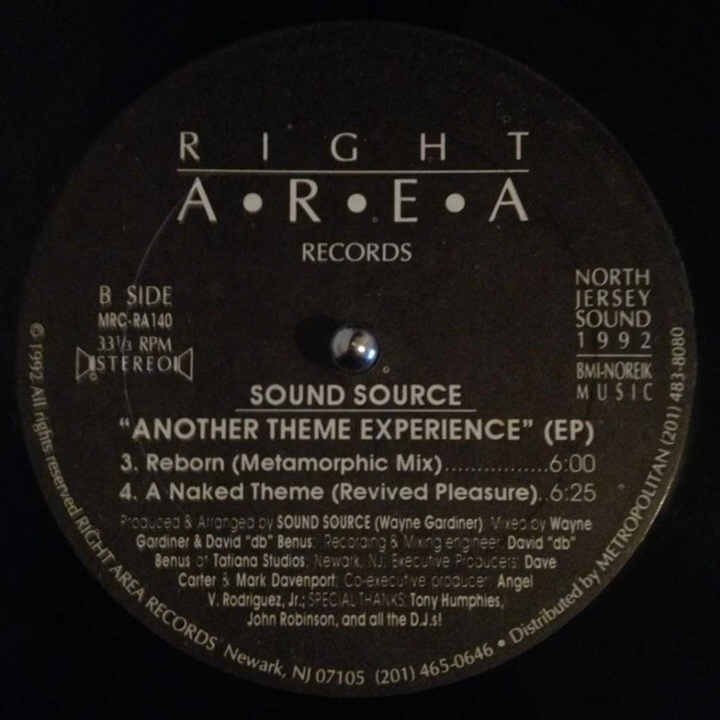 RIGHT
A•R•E•A
RECORDS
B SIDE
MRC-RA140
33⅓ RPM
STEREO
NORTH
JERSEY
SOUND
1992
BMI-NOREIK
MUSIC
SOUND SOURCE
"ANOTHER THEME EXPERIENCE" (EP)
3. Reborn (Metamorphic Mix)................6:00
4. A Naked Theme (Revived Pleasure)..6:25
Produced & Arranged by SOUND SOURCE (Wayne Gardiner); Mixed by Wayne
Gardiner & David "db" Benus; Recording & Mixing engineer: David "db"
Benus at Tatiana Studios, Newark, NJ; Executive Producers: Dave
Carter & Mark Davenport; Co-executive producer: Angel
V. Rodriguez, Jr.; SPECIAL THANKS: Tony Humphies,
John Robinson, and all the D.J.s!
© 1992 All rights reserved RIGHT AREA RECORDS Newark, NJ 07105 (201) 465-0646 • Distributed by METROPOLITAN (201) 483-8080